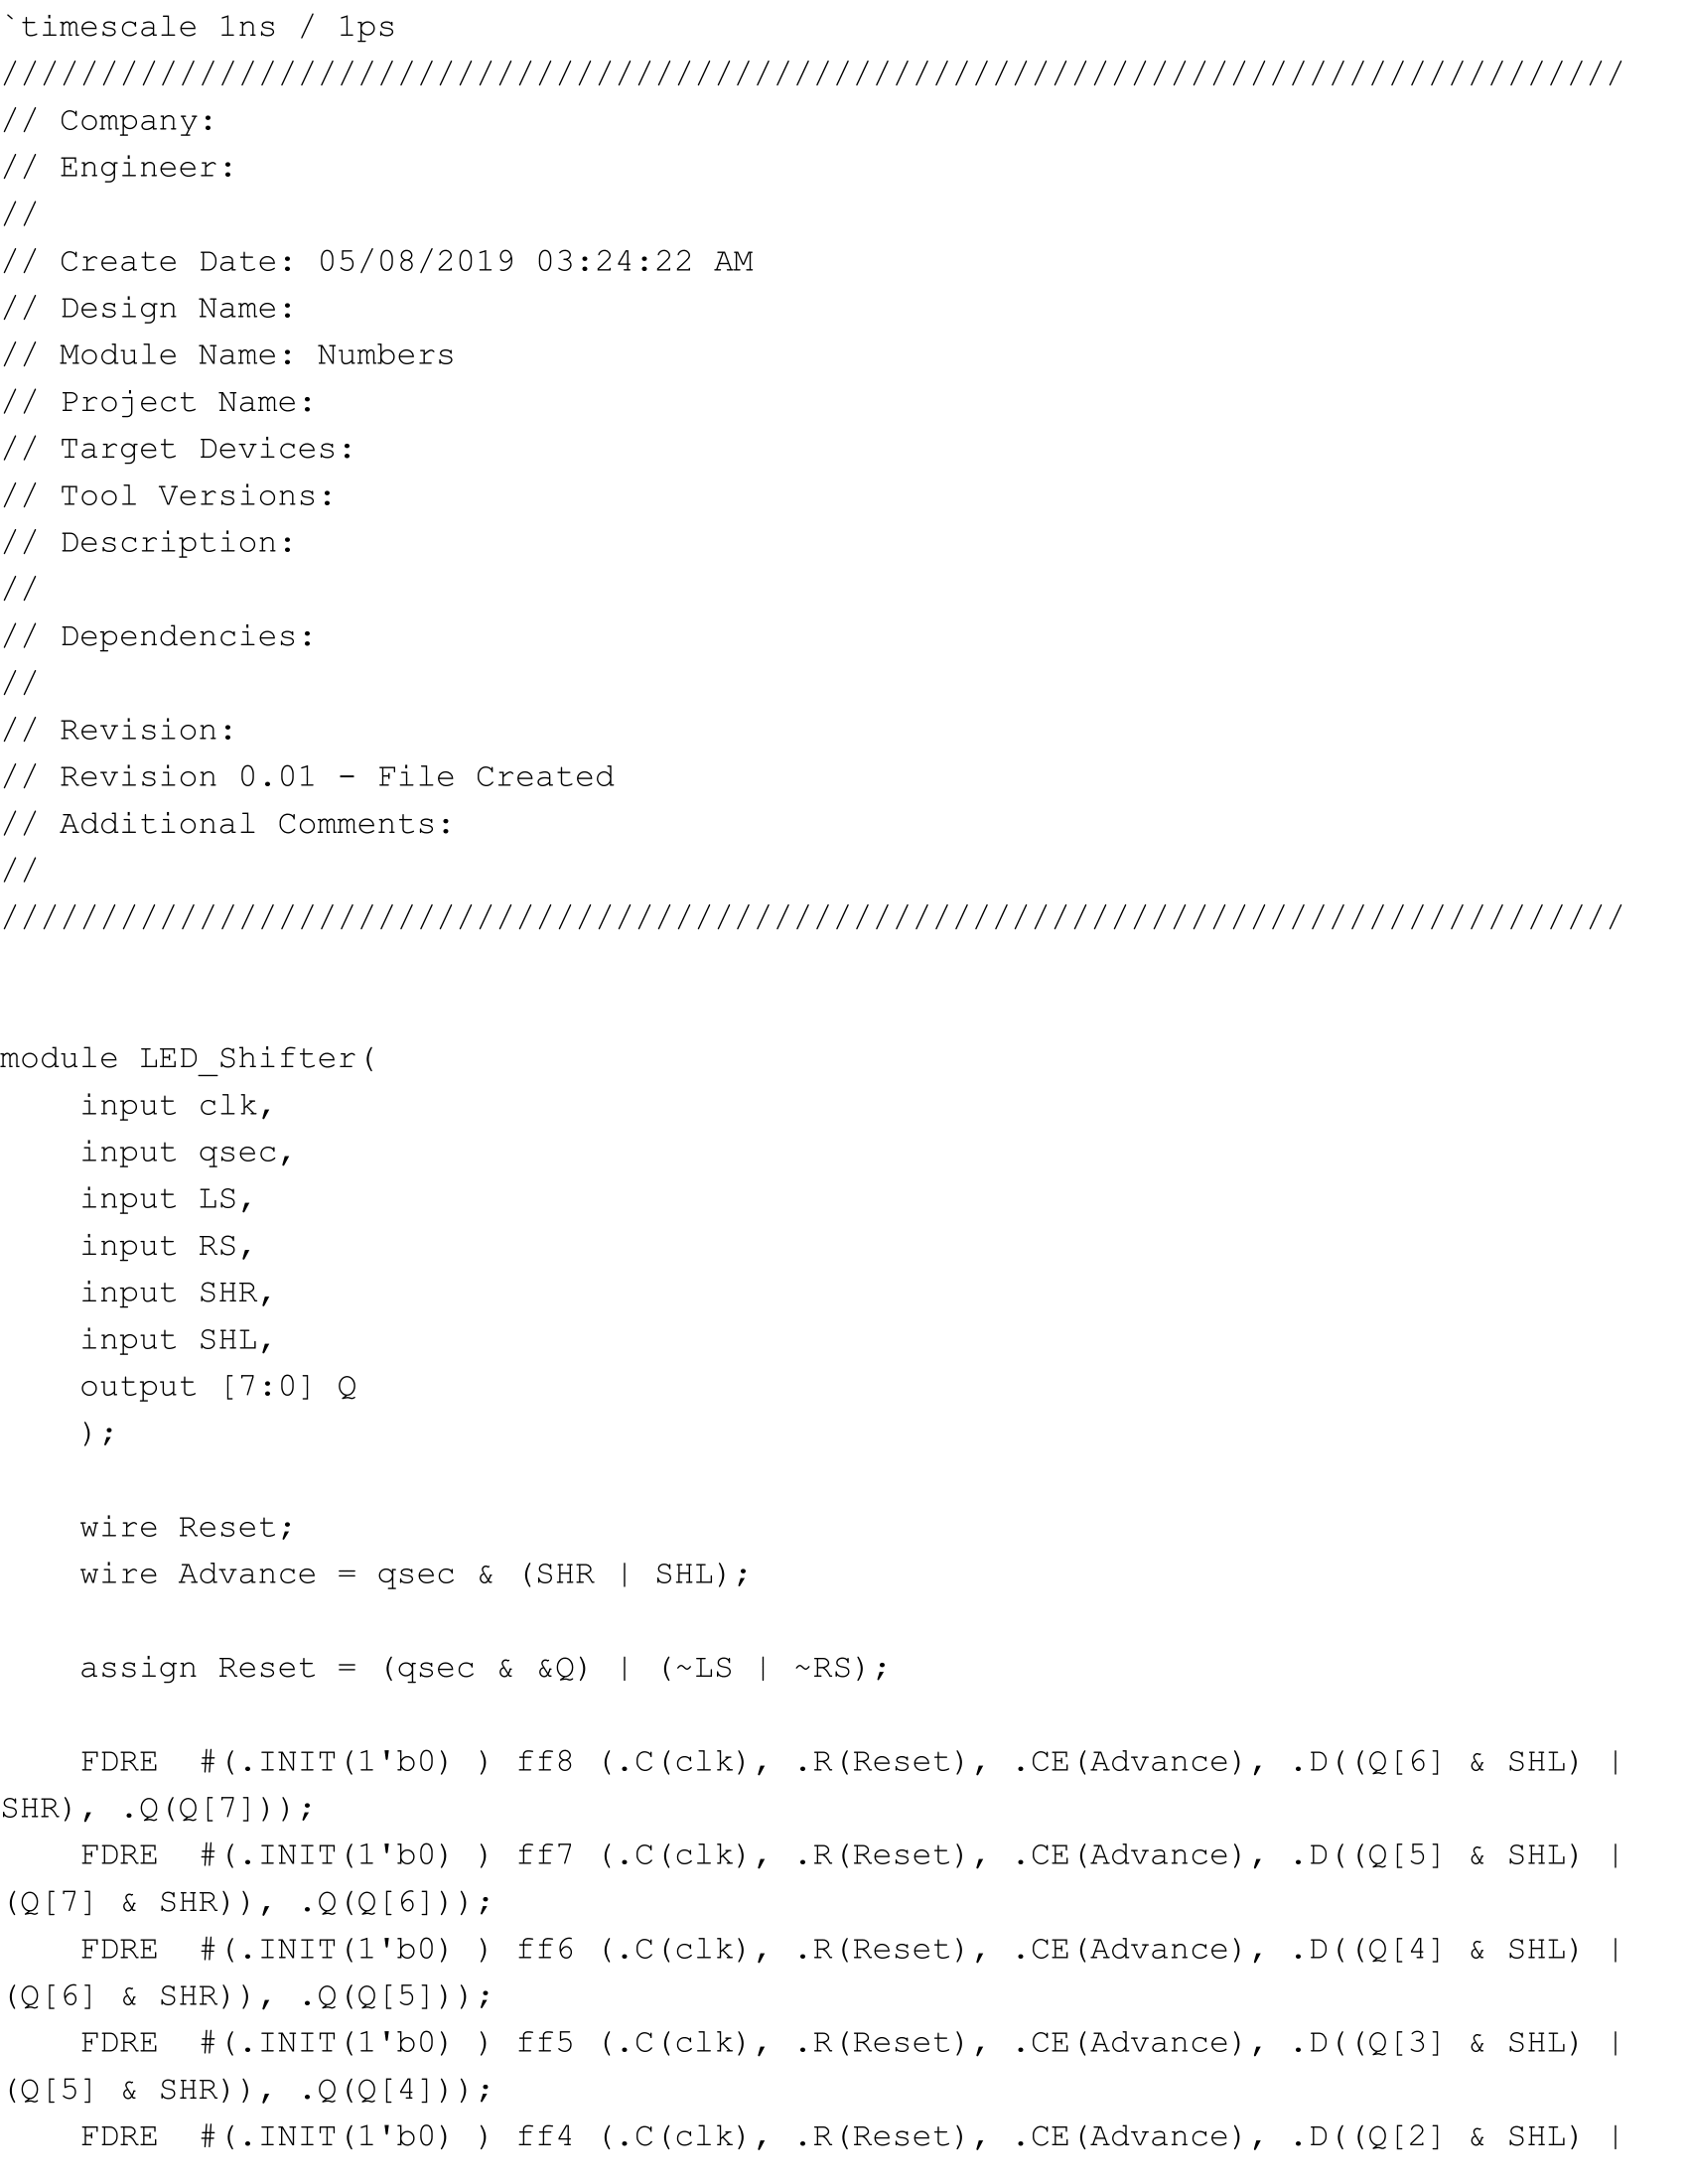 `timescale 1ns / 1ps
//////////////////////////////////////////////////////////////////////////////////
// Company:
// Engineer:
//
// Create Date: 05/08/2019 03:24:22 AM
// Design Name:
// Module Name: Numbers
// Project Name:
// Target Devices:
// Tool Versions:
// Description:
//
// Dependencies:
//
// Revision:
// Revision 0.01 - File Created
// Additional Comments:
//
//////////////////////////////////////////////////////////////////////////////////
module LED_Shifter(
    input clk,
    input qsec,
    input LS,
    input RS,
    input SHR,
    input SHL,
    output [7:0] Q
    );
    wire Reset;
    wire Advance = qsec & (SHR | SHL);
    assign Reset = (qsec & &Q) | (~LS | ~RS);
    FDRE  #(.INIT(1'b0) ) ff8 (.C(clk), .R(Reset), .CE(Advance), .D((Q[6] & SHL) |
SHR), .Q(Q[7]));
    FDRE  #(.INIT(1'b0) ) ff7 (.C(clk), .R(Reset), .CE(Advance), .D((Q[5] & SHL) |
(Q[7] & SHR)), .Q(Q[6]));
    FDRE  #(.INIT(1'b0) ) ff6 (.C(clk), .R(Reset), .CE(Advance), .D((Q[4] & SHL) |
(Q[6] & SHR)), .Q(Q[5]));
    FDRE  #(.INIT(1'b0) ) ff5 (.C(clk), .R(Reset), .CE(Advance), .D((Q[3] & SHL) |
(Q[5] & SHR)), .Q(Q[4]));
    FDRE  #(.INIT(1'b0) ) ff4 (.C(clk), .R(Reset), .CE(Advance), .D((Q[2] & SHL) |